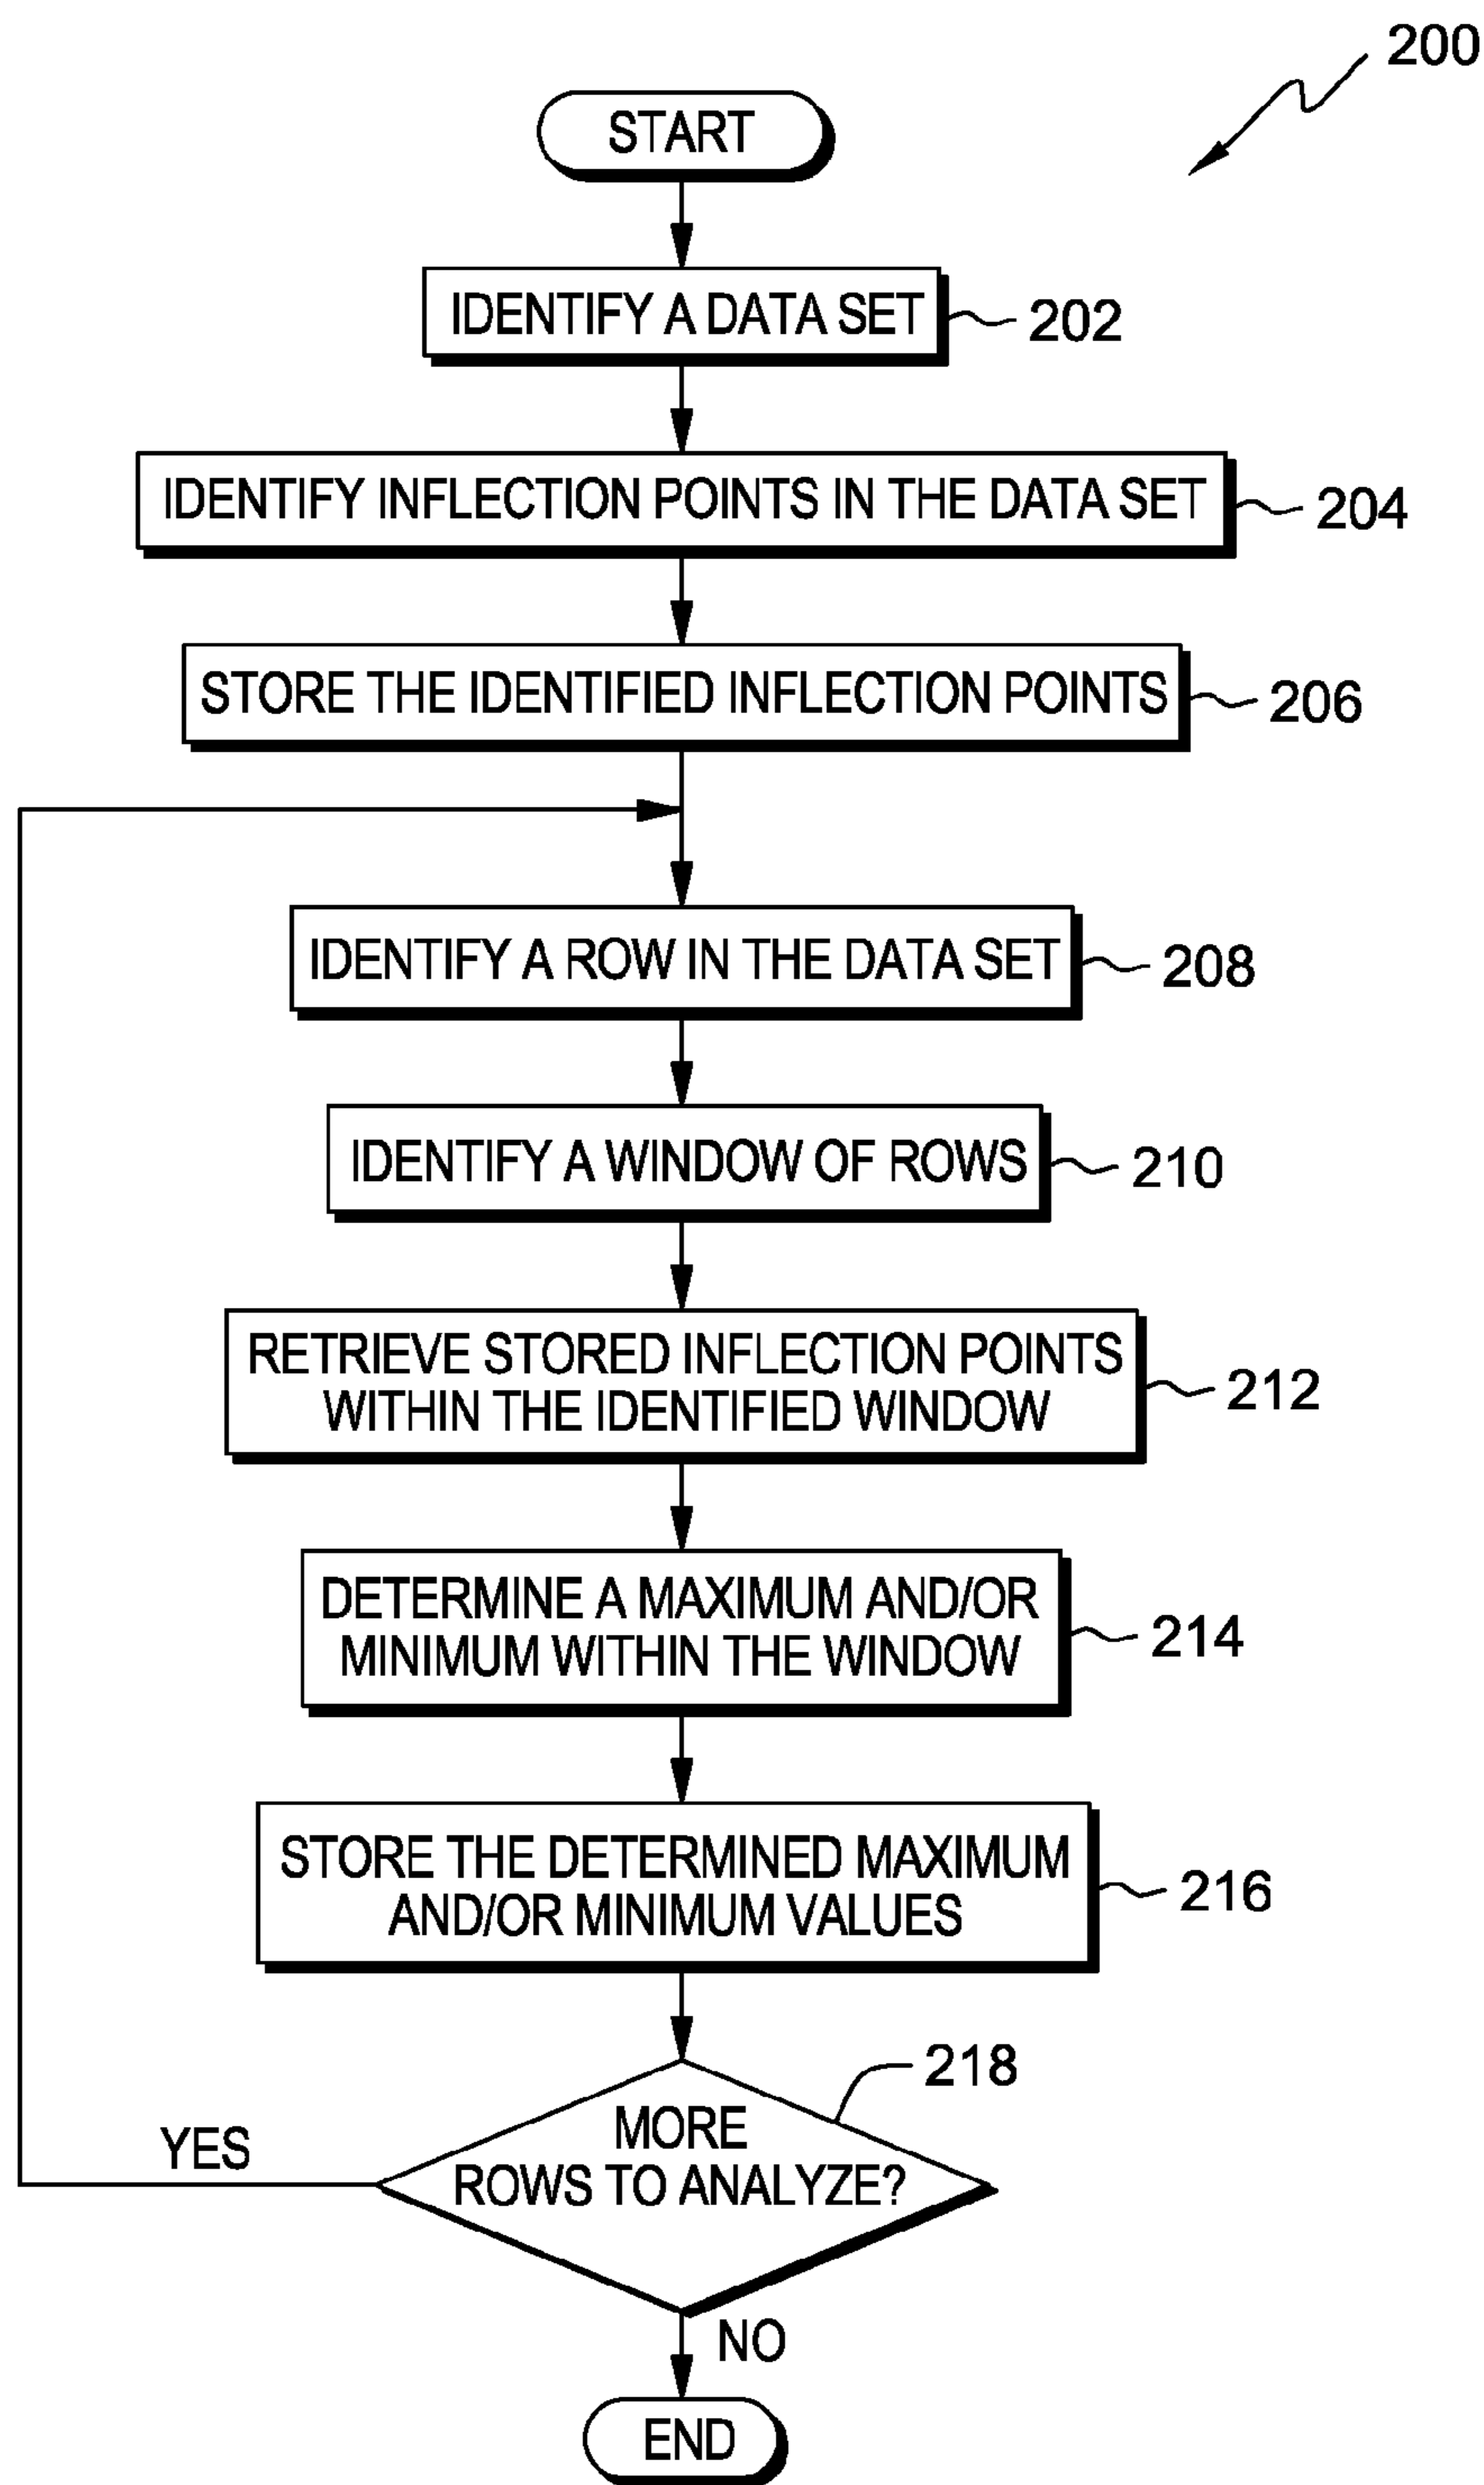 200
START
IDENTIFY A DATA SET
202
IDENTIFY INFLECTION POINTS IN THE DATA SET
204
STORE THE IDENTIFIED INFLECTION POINTS
206
IDENTIFY A ROW IN THE DATA SET
208
IDENTIFY A WINDOW OF ROWS
210
RETRIEVE STORED INFLECTION POINTS
WITHIN THE IDENTIFIED WINDOW
212
DETERMINE A MAXIMUM AND/OR
MINIMUM WITHIN THE WINDOW
214
STORE THE DETERMINED MAXIMUM
AND/OR MINIMUM VALUES
216
218
MORE
ROWS TO ANALYZE?
YES
NO
END